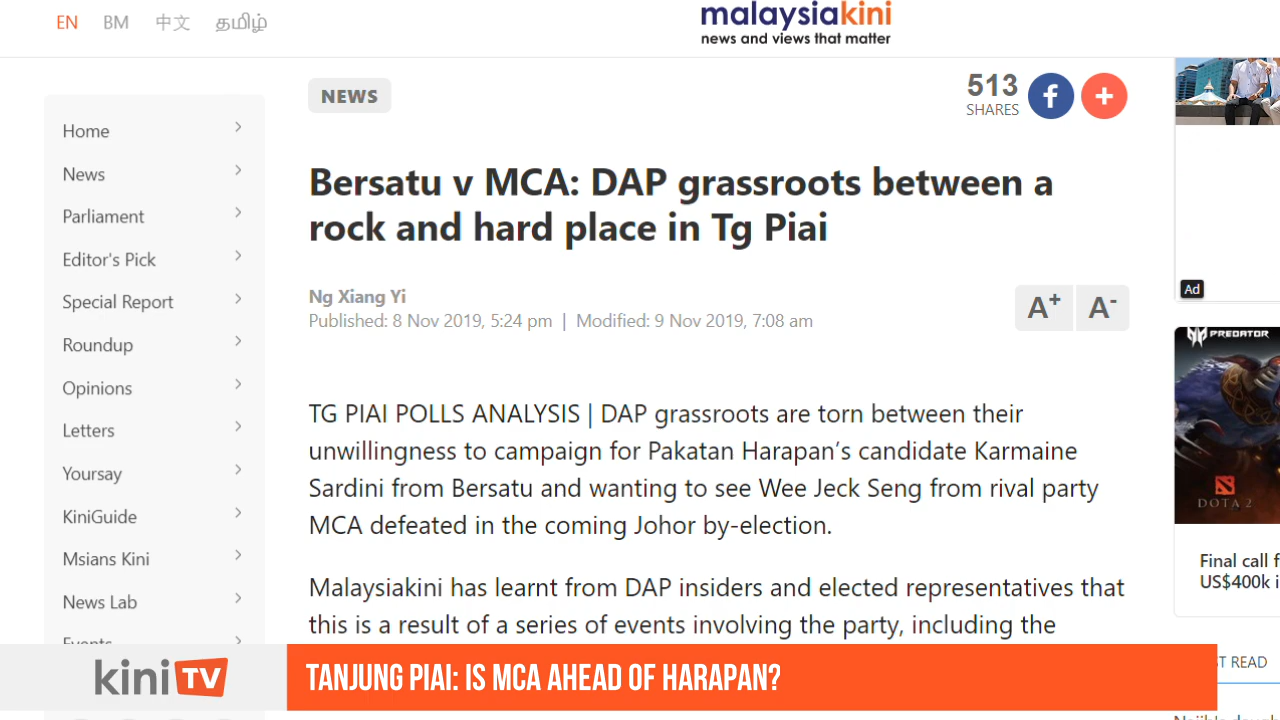 EN BM 中文 தமிழ்
malaysiakini
news and views that matter
NEWS
513
SHARES
Home
News
Parliament
Editor's Pick
Special Report
Roundup
Opinions
Letters
Yoursay
KiniGuide
Msians Kini
News Lab
Events
Bersatu v MCA: DAP grassroots between a
rock and hard place in Tg Piai
Ng Xiang Yi
Published: 8 Nov 2019, 5:24 pm | Modified: 9 Nov 2019, 7:08 am
A+ A-
TG PIAI POLLS ANALYSIS | DAP grassroots are torn between their
unwillingness to campaign for Pakatan Harapan’s candidate Karmaine
Sardini from Bersatu and wanting to see Wee Jeck Seng from rival party
MCA defeated in the coming Johor by-election.
Malaysiakini has learnt from DAP insiders and elected representatives that
this is a result of a series of events involving the party, including the
Ad
PREDATOR
DOTA 2
Final call f
US$400k i
ST READ
kini TV
TANJUNG PIAI: IS MCA AHEAD OF HARAPAN?